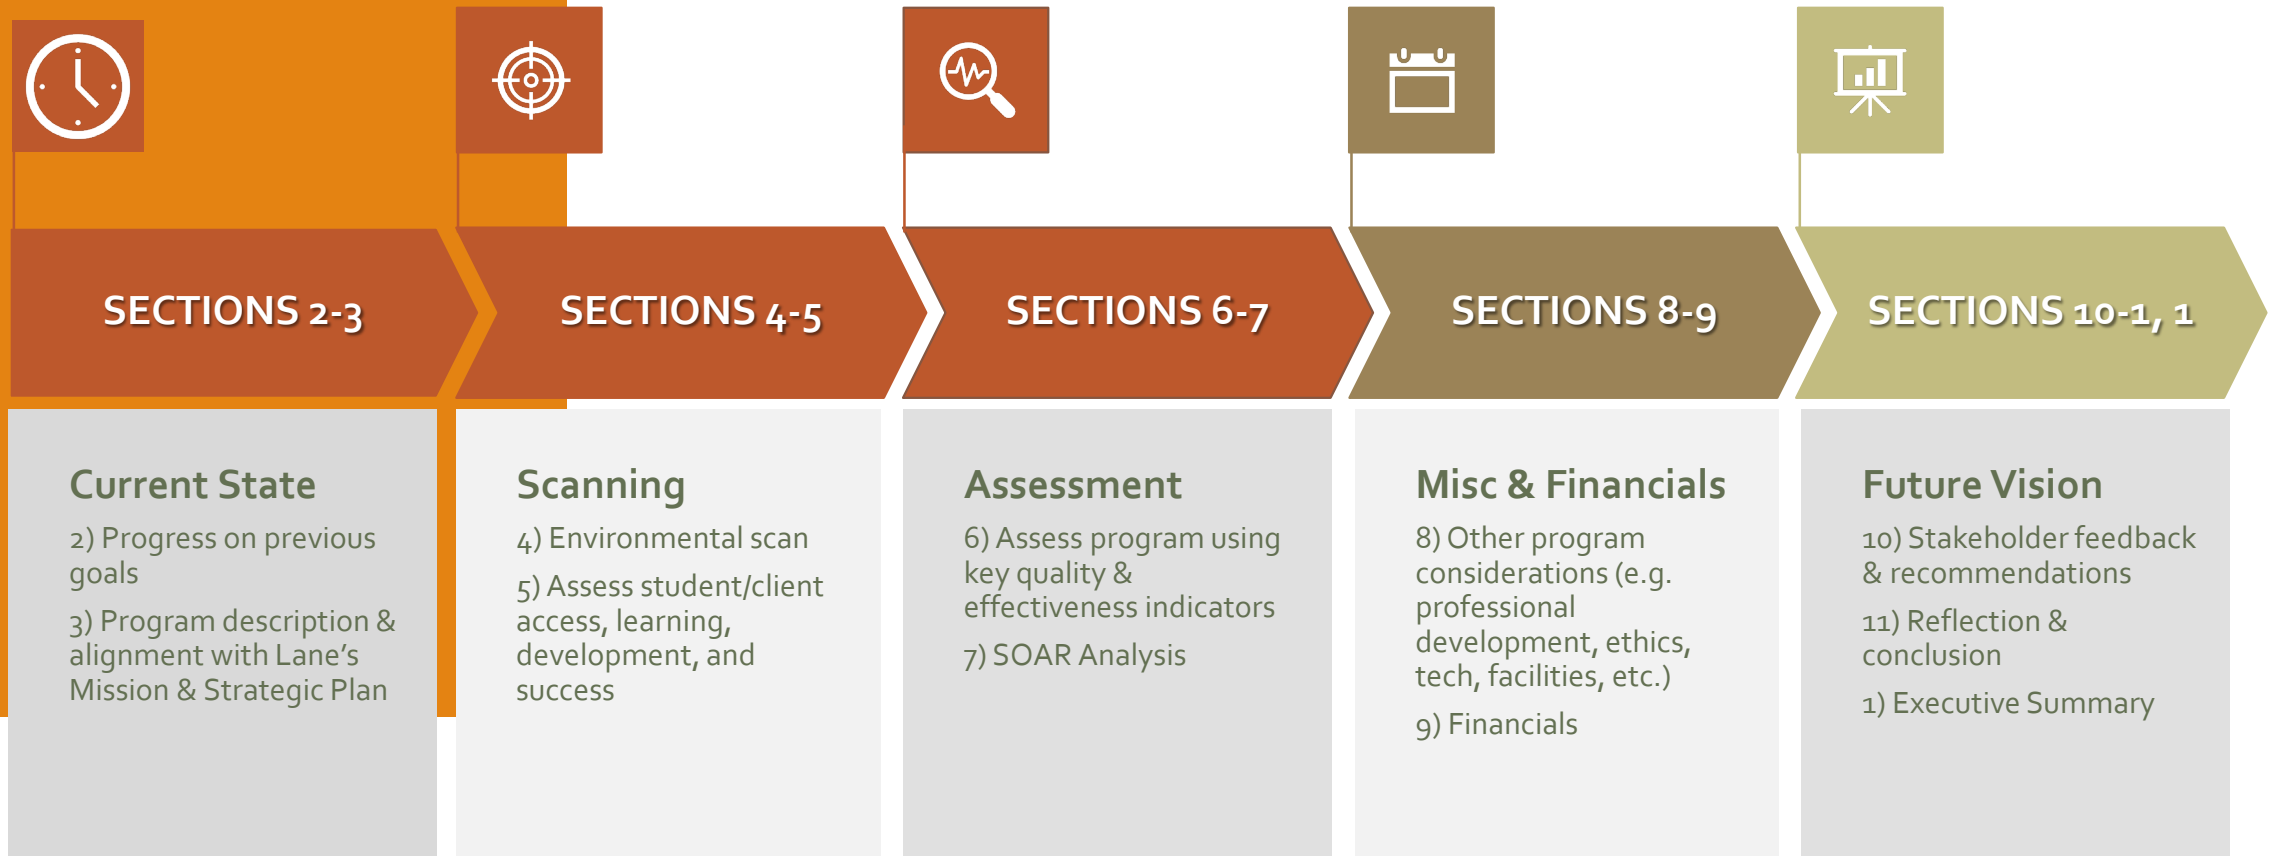 SECTIONS 2-3
SECTIONS 4-5
SECTIONS 6-7
SECTIONS 8-9
SECTIONS 10-1, 1
Current State
2) Progress on previous
goals
3) Program description &
alignment with Lane’s
Mission & Strategic Plan
Scanning
4) Environmental scan
5) Assess student/client
access, learning,
development, and
success
Assessment
6) Assess program using
key quality &
effectiveness indicators
7) SOAR Analysis
Misc & Financials
8) Other program
considerations (e.g.
professional
development, ethics,
tech, facilities, etc.)
9) Financials
Future Vision
10) Stakeholder feedback
& recommendations
11) Reflection &
conclusion
1) Executive Summary